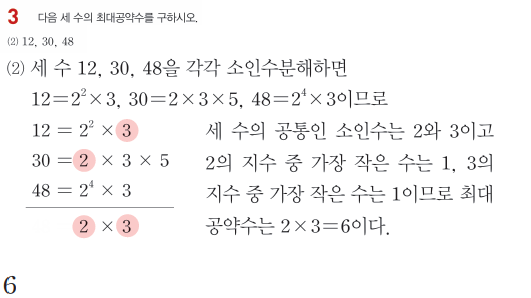 3 다음 세 수의 최대공약수를 구하시오.
(2) 12, 30, 48
(2) 세 수 12, 30, 48을 각각 소인수분해하면
12=2²×3, 30=2×3×5, 48=2⁴×3이므로
12 = 2² × 3
30 = 2 × 3 × 5
48 = 2⁴ × 3
2 × 3
세 수의 공통인 소인수는 2와 3이고
2의 지수 중 가장 작은 수는 1, 3의
지수 중 가장 작은 수는 1이므로 최대
공약수는 2×3=6이다.
6